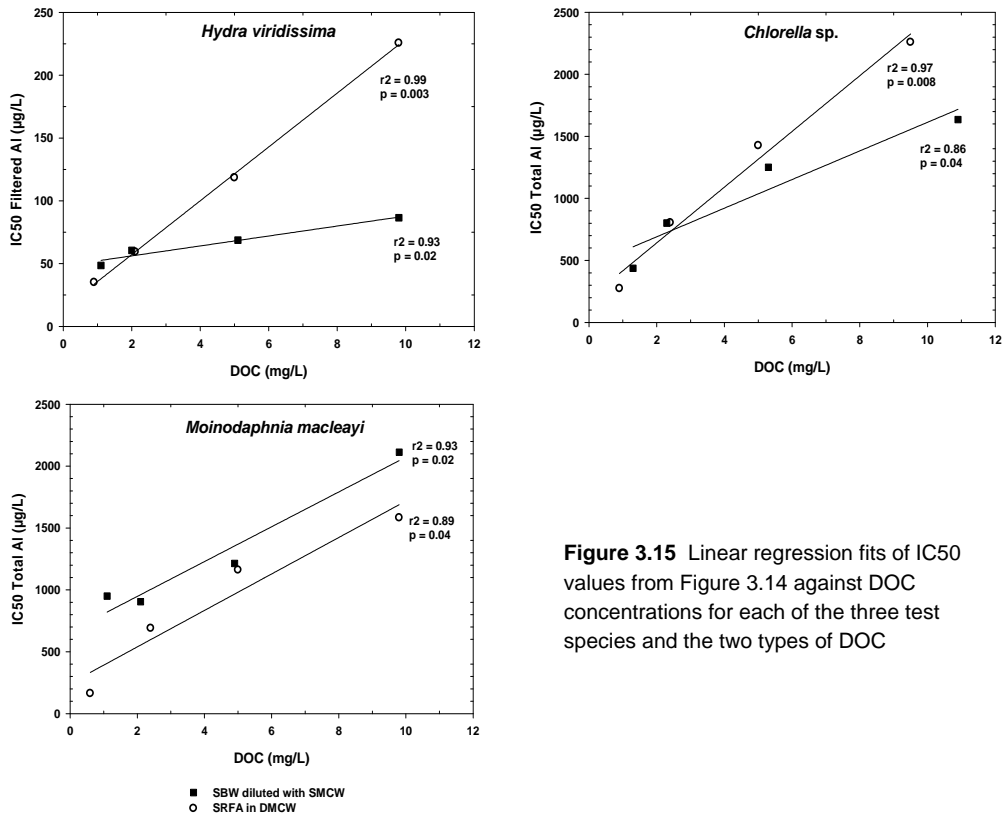 Hydra viridissima
250
200
150
100
50
0
IC50 Filtered Al (µg/L)
r2 = 0.99
p = 0.003
r2 = 0.93
p = 0.02
0 2 4 6 8 10 12
DOC (mg/L)
Chlorella sp.
2500
2000
1500
1000
500
0
IC50 Total Al (µg/L)
r2 = 0.97
p = 0.008
r2 = 0.86
p = 0.04
0 2 4 6 8 10 12
DOC (mg/L)
Moinodaphnia macleayi
2500
2000
1500
1000
500
0
IC50 Total Al (µg/L)
r2 = 0.93
p = 0.02
r2 = 0.89
p = 0.04
0 2 4 6 8 10 12
DOC (mg/L)
SBW diluted with SMCW
SRFA in DMCW
Figure 3.15 Linear regression fits of IC50
values from Figure 3.14 against DOC
concentrations for each of the three test
species and the two types of DOC